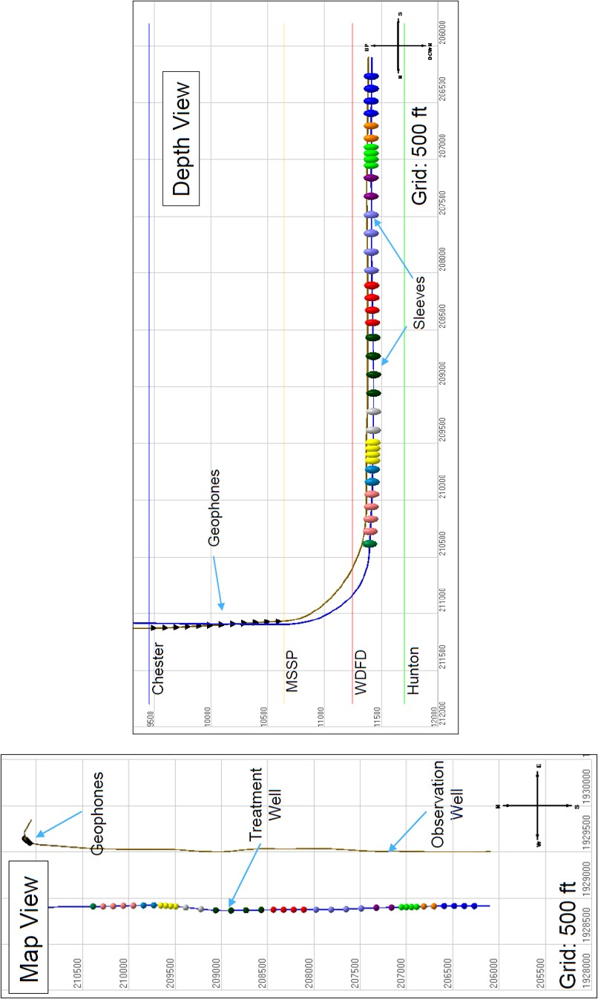 Depth View
Grid: 500 ft
Geophones
Sleeves
Chester
MSSP
WDFD
Hunton
UP
DOWN
N
S
9500
10000
10500
11000
11500
12000
212000
211500
211000
210500
210000
209500
209000
208500
208000
207500
207000
206500
206000
Map View
Geophones
Treatment
Well
Observation
Well
Grid: 500 ft
N
S
W
E
210500
210000
209500
209000
208500
208000
207500
207000
206500
206000
205500
1928000
1928500
1929000
1929500
1930000
1